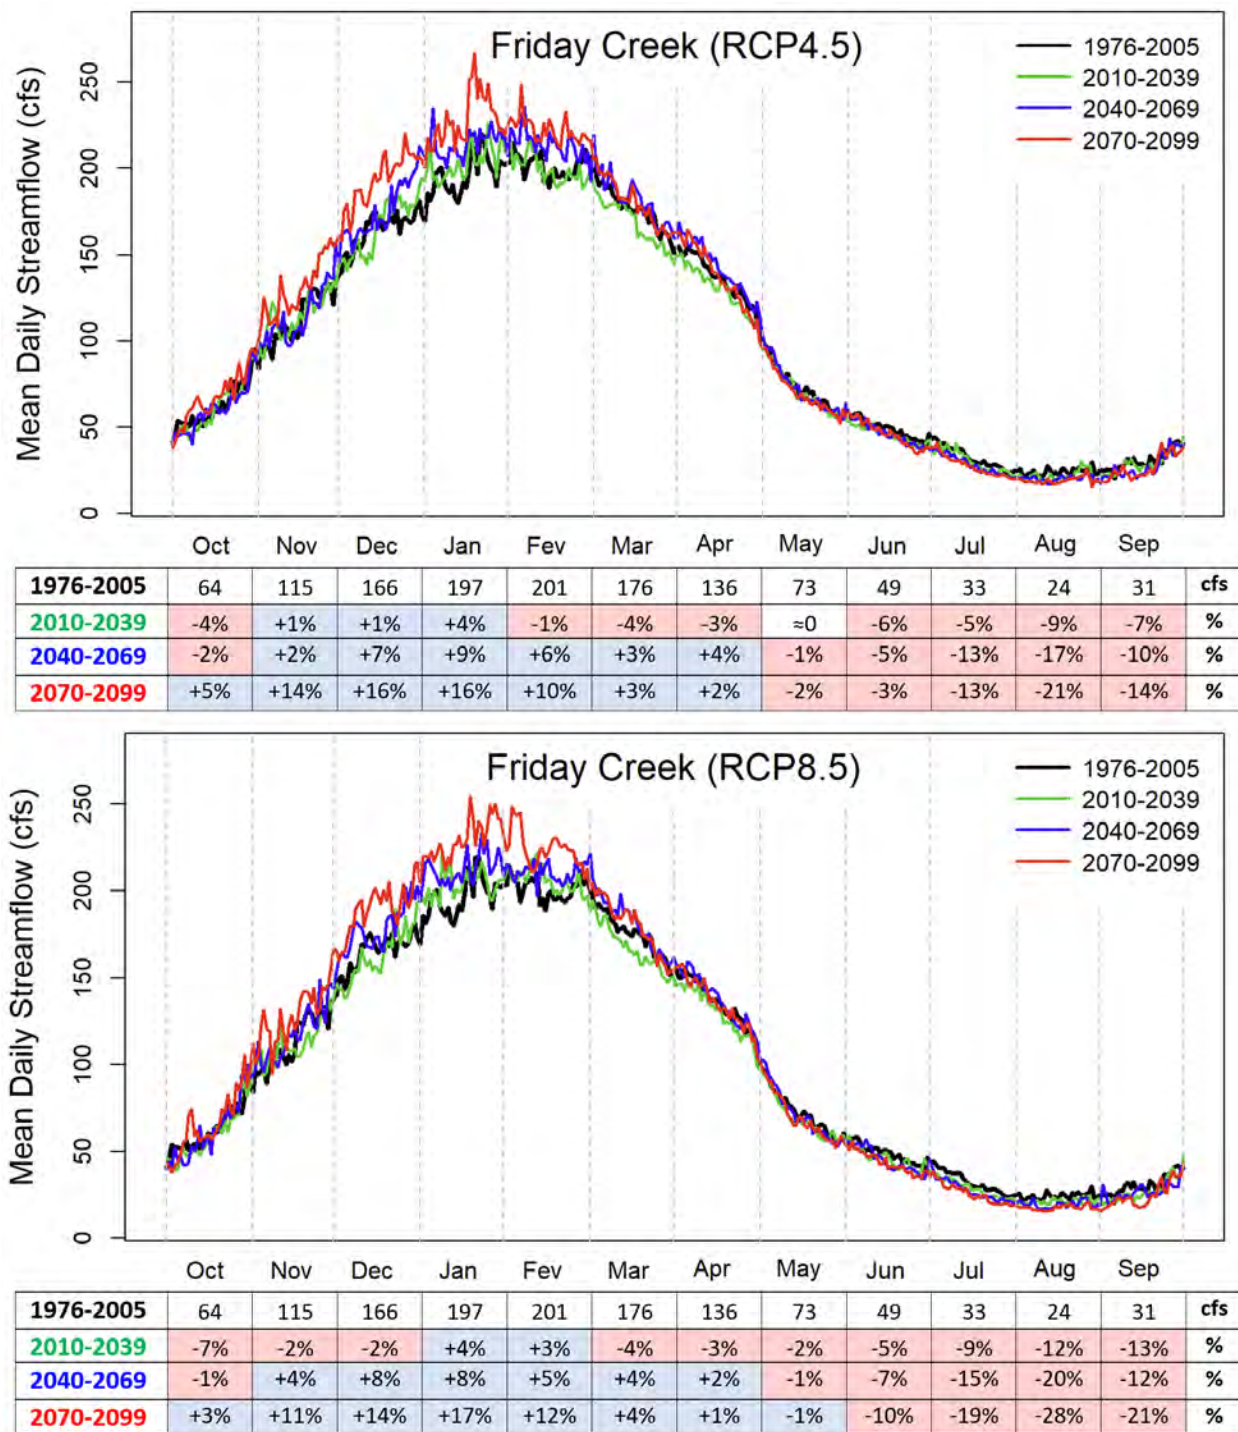 Friday Creek (RCP4.5)
1976-2005
2010-2039
2040-2069
2070-2099
Mean Daily Streamflow (cfs)
250
200
150
100
50
0
Oct Nov Dec Jan Fev Mar Apr May Jun Jul Aug Sep
1976-2005 64 115 166 197 201 176 136 73 49 33 24 31 cfs
2010-2039 -4% +1% +1% +4% -1% -4% -3% ≈0 -6% -5% -9% -7% %
2040-2069 -2% +2% +7% +9% +6% +3% +4% -1% -5% -13% -17% -10% %
2070-2099 +5% +14% +16% +16% +10% +3% +2% -2% -3% -13% -21% -14% %
Friday Creek (RCP8.5)
1976-2005
2010-2039
2040-2069
2070-2099
Mean Daily Streamflow (cfs)
250
200
150
100
50
0
Oct Nov Dec Jan Fev Mar Apr May Jun Jul Aug Sep
1976-2005 64 115 166 197 201 176 136 73 49 33 24 31 cfs
2010-2039 -7% -2% -2% +4% +3% -4% -3% -2% -5% -9% -12% -13% %
2040-2069 -1% +4% +8% +8% +5% +4% +2% -1% -7% -15% -20% -12% %
2070-2099 +3% +11% +14% +17% +12% +4% +1% -1% -10% -19% -28% -21% %